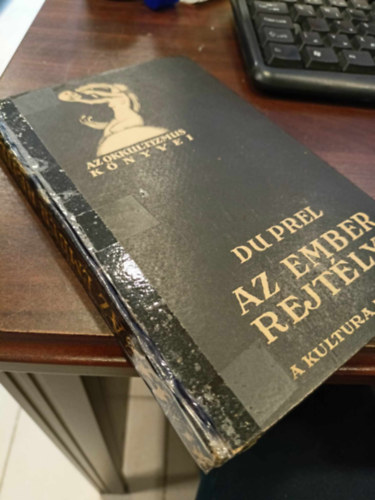 AZ OKKULTIZMUS
KÖNYVEI
DU PREL
AZ EMBER
REJTÉLY
A KULTURA